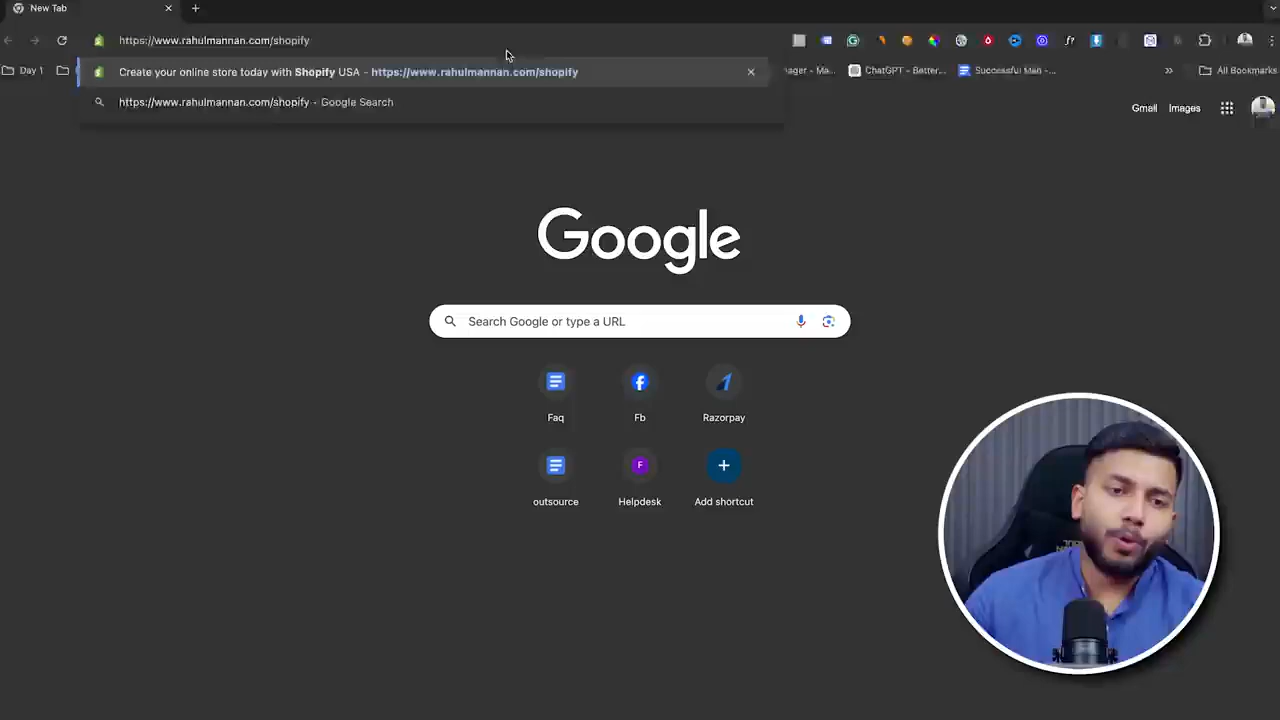 New Tab
https://www.rahulmannan.com/shopify
Create your online store today with Shopify USA - https://www.rahulmannan.com/shopify
https://www.rahulmannan.com/shopify - Google Search
Day 1
ager - Ma...
ChatGPT - Better...
Successful Man -...
»
All Bookmarks
Gmail
Images
Google
Search Google or type a URL
Faq
Fb
Razorpay
F
outsource
Helpdesk
Add shortcut